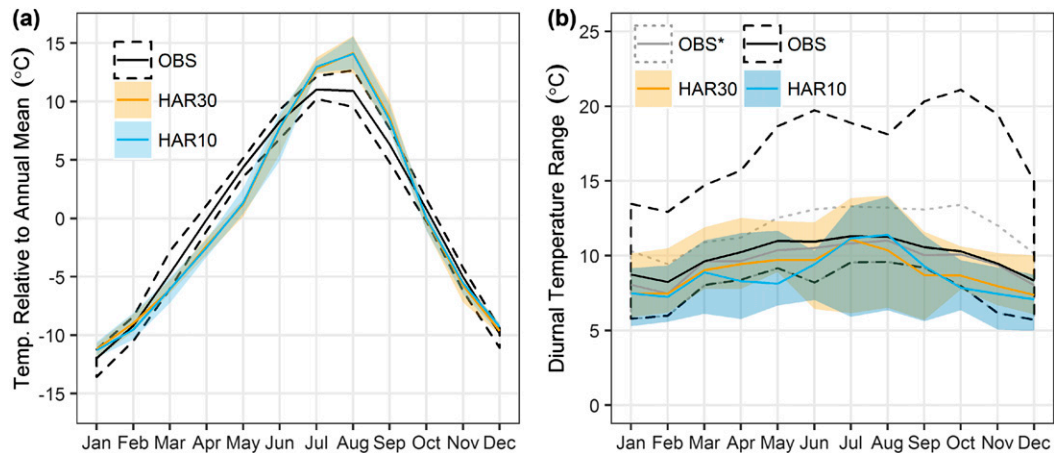 (a)
Temp. Relative to Annual Mean (°C)
15
10
5
0
-5
-10
-15
OBS
HAR30
HAR10
Jan Feb Mar Apr May Jun Jul Aug Sep Oct Nov Dec
(b)
Diurnal Temperature Range (°C)
25
20
15
10
5
0
OBS* OBS
HAR30 HAR10
Jan Feb Mar Apr May Jun Jul Aug Sep Oct Nov Dec